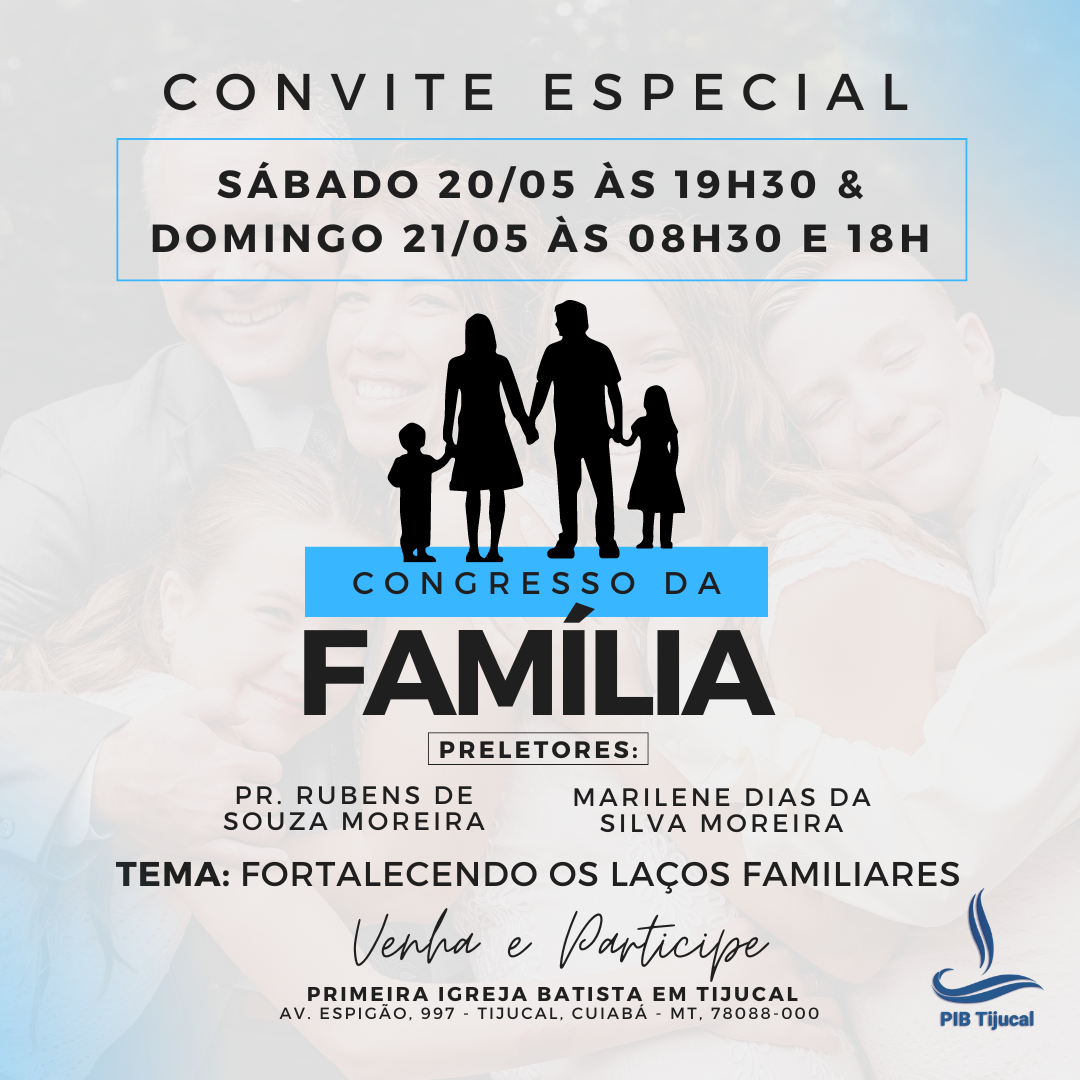 CONVITE ESPECIAL
SÁBADO 20/05 ÀS 19H30 &
DOMINGO 21/05 ÀS 08H30 E 18H
CONGRESSO DA
FAMÍLIA
PRELETORES:
PR. RUBENS DE
SOUZA MOREIRA
MARILENE DIAS DA
SILVA MOREIRA
TEMA: FORTALECENDO OS LAÇOS FAMILIARES
Venha e Participe
PRIMEIRA IGREJA BATISTA EM TIJUCAL
AV. ESPIGÃO, 997 - TIJUCAL, CUIABÁ - MT, 78088-000
PIB Tijucal